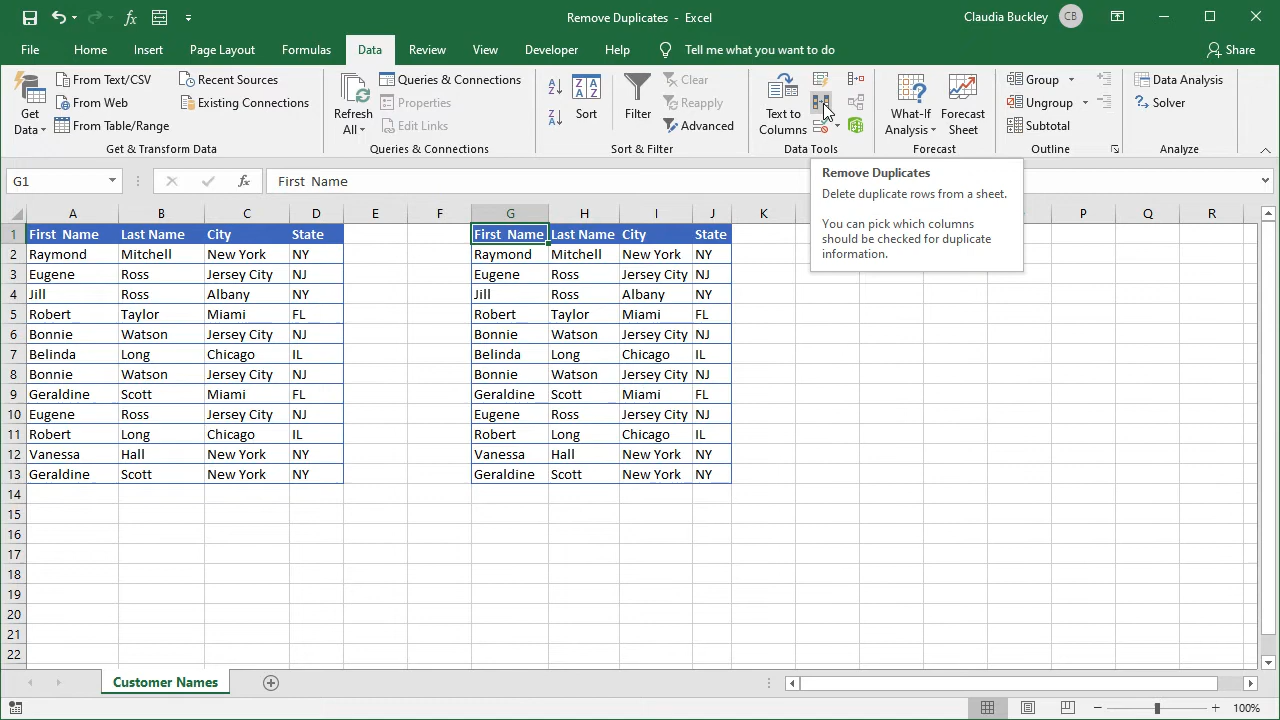 Remove Duplicates - Excel
Claudia Buckley CB
File Home Insert Page Layout Formulas Data Review View Developer Help Tell me what you want to do Share
Get Data
From Text/CSV
From Web
From Table/Range
Recent Sources
Existing Connections
Get & Transform Data
Refresh All
Queries & Connections
Properties
Edit Links
Queries & Connections
Sort
Filter
Clear
Reapply
Advanced
Sort & Filter
Text to Columns
Data Tools
What-If Analysis
Forecast Sheet
Forecast
Group
Ungroup
Subtotal
Outline
Data Analysis
Solver
Analyze
G1 fx First Name
Remove Duplicates
Delete duplicate rows from a sheet.
You can pick which columns
should be checked for duplicate
information.
A B C D E F G H I J K P Q R
1 First Name Last Name City State First Name Last Name City State
2 Raymond Mitchell New York NY Raymond Mitchell New York NY
3 Eugene Ross Jersey City NJ Eugene Ross Jersey City NJ
4 Jill Ross Albany NY Jill Ross Albany NY
5 Robert Taylor Miami FL Robert Taylor Miami FL
6 Bonnie Watson Jersey City NJ Bonnie Watson Jersey City NJ
7 Belinda Long Chicago IL Belinda Long Chicago IL
8 Bonnie Watson Jersey City NJ Bonnie Watson Jersey City NJ
9 Geraldine Scott Miami FL Geraldine Scott Miami FL
10 Eugene Ross Jersey City NJ Eugene Ross Jersey City NJ
11 Robert Long Chicago IL Robert Long Chicago IL
12 Vanessa Hall New York NY Vanessa Hall New York NY
13 Geraldine Scott New York NY Geraldine Scott New York NY
14
15
16
17
18
19
20
21
22
Customer Names
100%